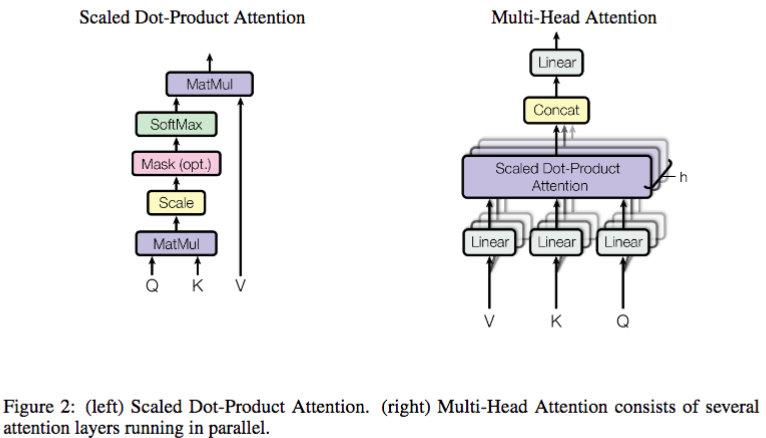 Scaled Dot-Product Attention
MatMul
SoftMax
Mask (opt.)
Scale
MatMul
Q K V
Multi-Head Attention
Linear
Concat
Scaled Dot-Product
Attention
h
Linear Linear Linear
V K Q
Figure 2: (left) Scaled Dot-Product Attention. (right) Multi-Head Attention consists of several
attention layers running in parallel.